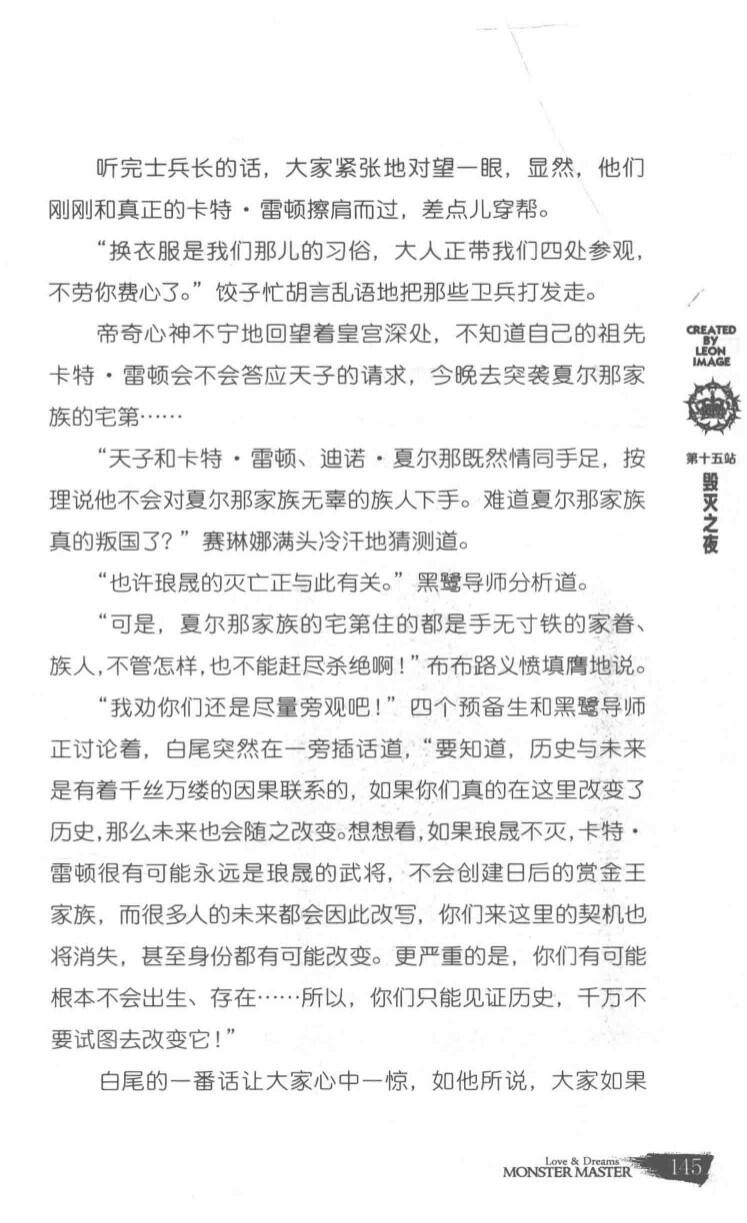 听完士兵长的话，大家紧张地对望一眼，显然，他们
刚刚和真正的卡特·雷顿擦肩而过，差点儿穿帮。
“换衣服是我们那儿的习俗，大人正带我们四处参观，
不劳你费心了。”饺子忙胡言乱语地把那些卫兵打发走。
帝奇心神不宁地回望着皇宫深处，不知道自己的祖先
卡特·雷顿会不会答应天子的请求，今晚去突袭夏尔那家
族的宅第……
“天子和卡特·雷顿、迪诺·夏尔那既然情同手足，按
理说他不会对夏尔那家族无辜的族人下手。难道夏尔那家族
真的叛国了？”赛琳娜满头冷汗地猜测道。
“也许琅晟的灭亡正与此有关。”黑鹭导师分析道。
“可是，夏尔那家族的宅第住的都是手无寸铁的家眷、
族人，不管怎样，也不能赶尽杀绝啊！”布布路义愤填膺地说。
“我劝你们还是尽量旁观吧！”四个预备生和黑鹭导师
正讨论着，白尾突然在一旁插话道，“要知道，历史与未来
是有着千丝万缕的因果联系的，如果你们真的在这里改变了
历史，那么未来也会随之改变。想想看，如果琅晟不灭，卡特·
雷顿很有可能永远是琅晟的武将，不会创建日后的赏金王
家族，而很多人的未来都会因此改写，你们来这里的契机也
将消失，甚至身份都有可能改变。更严重的是，你们有可能
根本不会出生、存在……所以，你们只能见证历史，千万不
要试图去改变它！”
白尾的一番话让大家心中一惊，如他所说，大家如果
CREATED
BY
LEON
IMAGE
第十五站
毁灭之夜
Love & Dreams
MONSTER MASTER
145